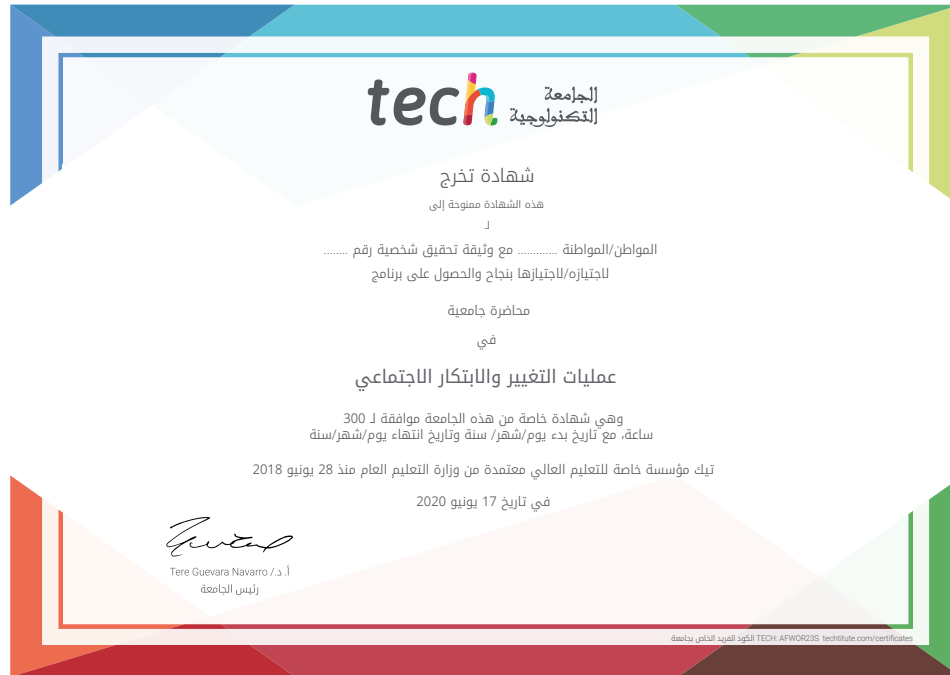 tech الجامعة
التكنولوجية
شهادة تخرج
هذه الشهادة ممنوحة إلى
لـ
المواطن/المواطنة ............ مع وثيقة تحقيق شخصية رقم ........
لاجتيازه/لاجتيازها بنجاح والحصول على برنامج
محاضرة جامعية
في
عمليات التغيير والابتكار الاجتماعي
وهي شهادة خاصة من هذه الجامعة موافقة لـ 300
ساعة، مع تاريخ بدء يوم/شهر/ سنة وتاريخ انتهاء يوم/شهر/سنة
تيك مؤسسة خاصة للتعليم العالي معتمدة من وزارة التعليم العام منذ 28 يونيو 2018
في تاريخ 17 يونيو 2020
أ. د./ Tere Guevara Navarro
رئيس الجامعة
الكود الفريد الخاص بجامعة TECH: AFWOR23S techtitute.com/certificates